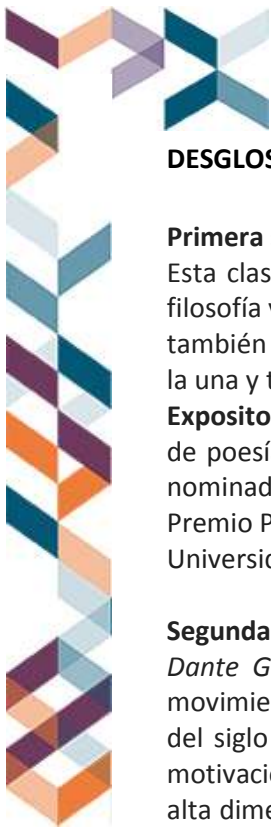 DESGLOS
Primera
Esta clas
filosofía y
también
la una y t
Exposito
de poesí
nominad
Premio P
Universid
Segunda
Dante G
movimie
del siglo
motivació
alta dime